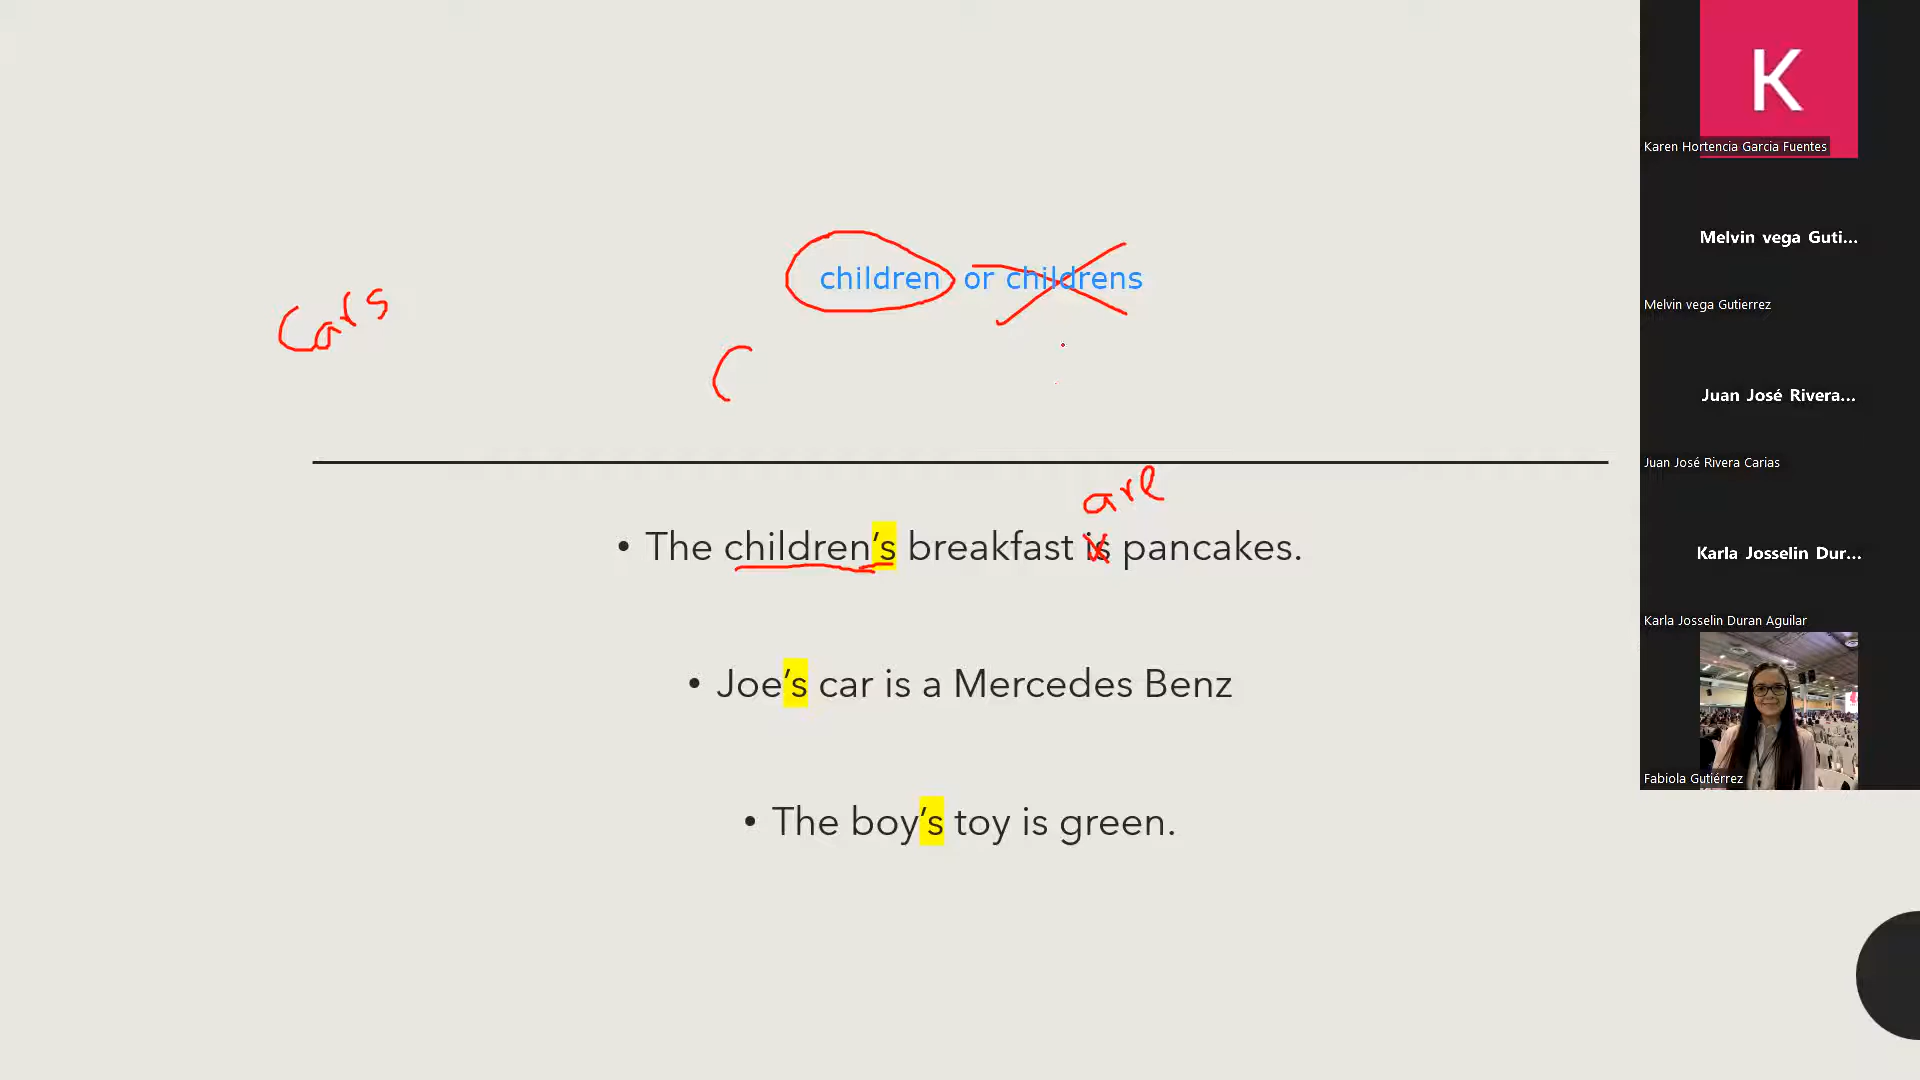 children or childrens
Cars
(
are
• The children's breakfast is pancakes.
• Joe's car is a Mercedes Benz
• The boy's toy is green.
K
Karen Hortencia Garcia Fuentes
Melvin vega Guti...
Melvin vega Gutierrez
Juan José Rivera...
Juan José Rivera Carias
Karla Josselin Dur...
Karla Josselin Duran Aguilar
Fabiola Gutiérrez